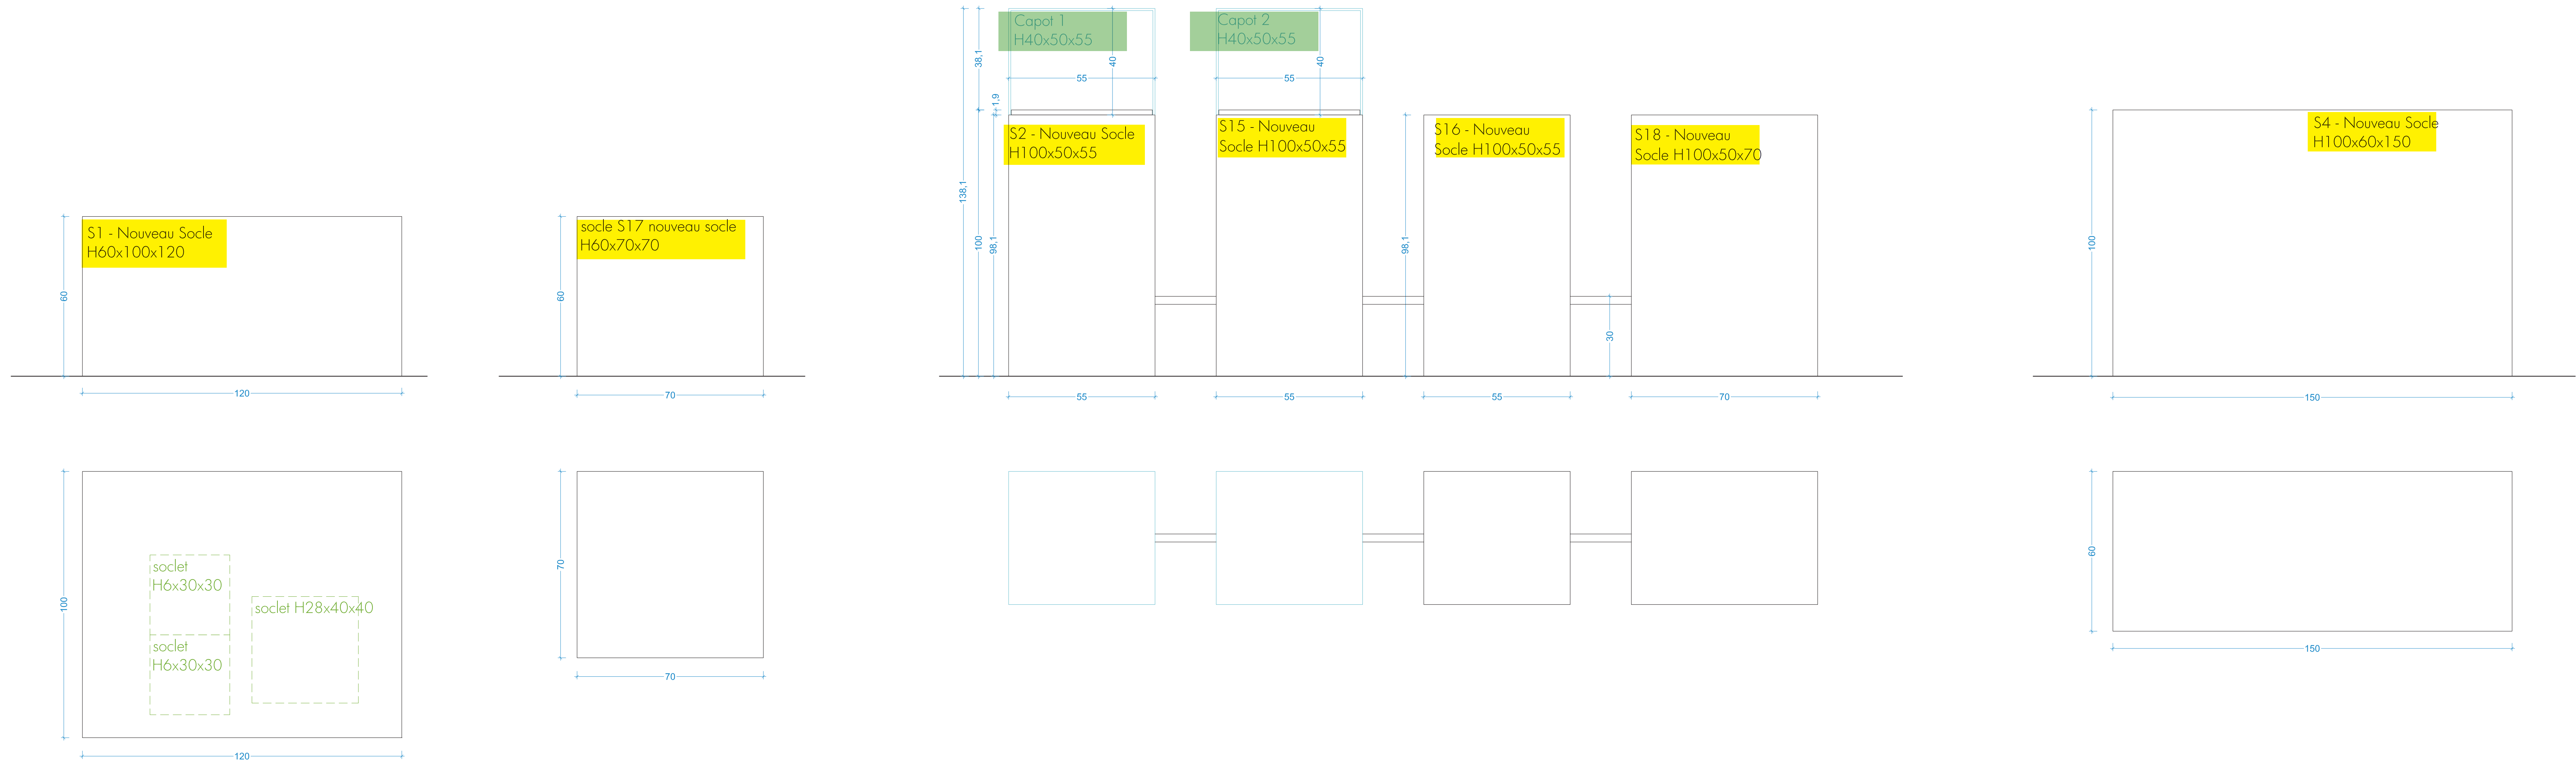 Capot 1
H40x50x55
Capot 2
H40x50x55
38,1
40
40
55
55
1,9
S2 - Nouveau Socle
H100x50x55
S15 - Nouveau
Socle H100x50x55
S16 - Nouveau
Socle H100x50x55
S18 - Nouveau
Socle H100x50x70
S4 - Nouveau Socle
H100x60x150
138,1
100
98,1
98,1
100
S1 - Nouveau Socle
H60x100x120
socle S17 nouveau socle
H60x70x70
60
60
30
120
70
55
55
55
70
150
soclet
H6x30x30
soclet H28x40x40
soclet
H6x30x30
100
70
60
120
70
150